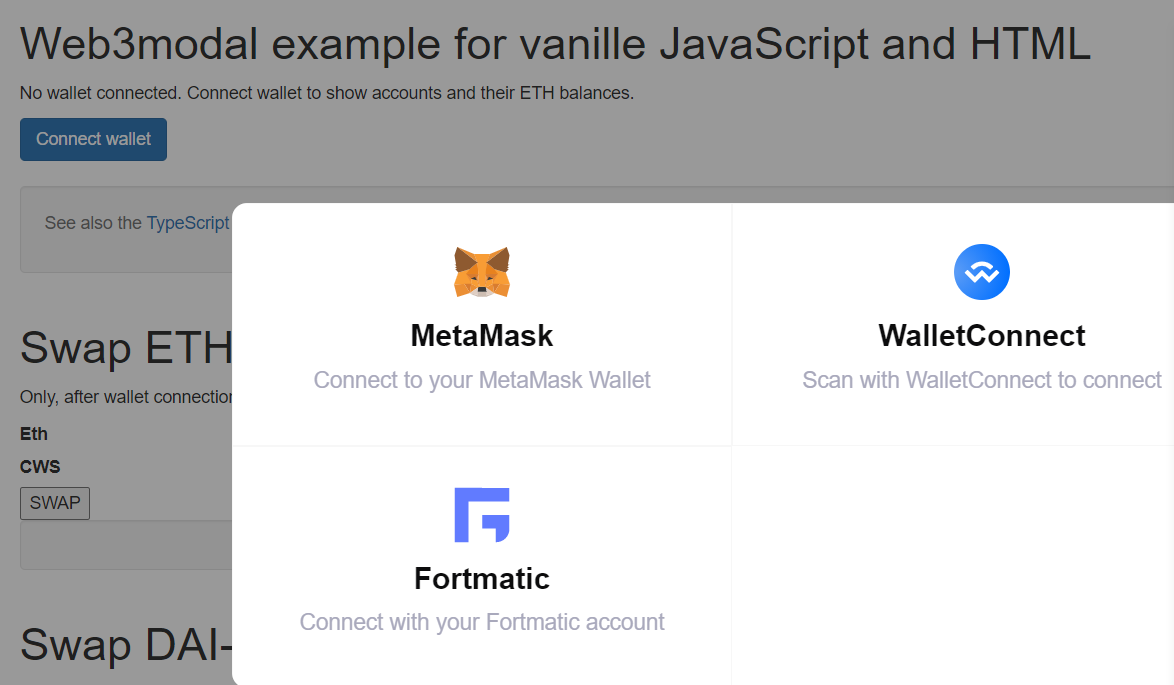 Web3modal example for vanille JavaScript and HTML
No wallet connected. Connect wallet to show accounts and their ETH balances.
Connect wallet
See also the TypeScript
MetaMask
Connect to your MetaMask Wallet
WalletConnect
Scan with WalletConnect to connect
Swap ETH
Only, after wallet connection
Eth
CWS
SWAP
Fortmatic
Connect with your Fortmatic account
Swap DAI-